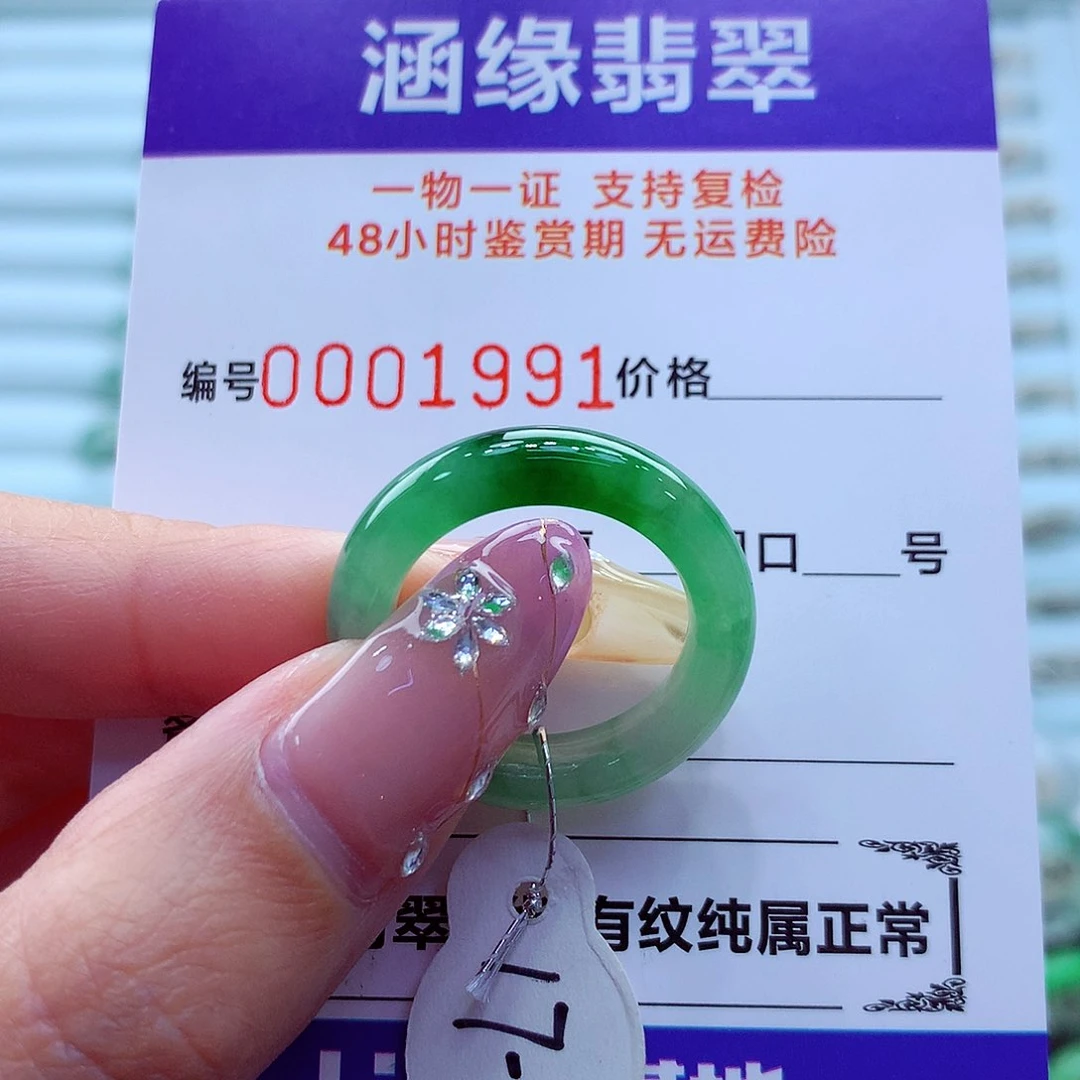 涵缘翡翠
一物一证 支持复检
48小时鉴赏期 无运费险
编号0001991价格
口 号
翠 有纹纯属正常
17-